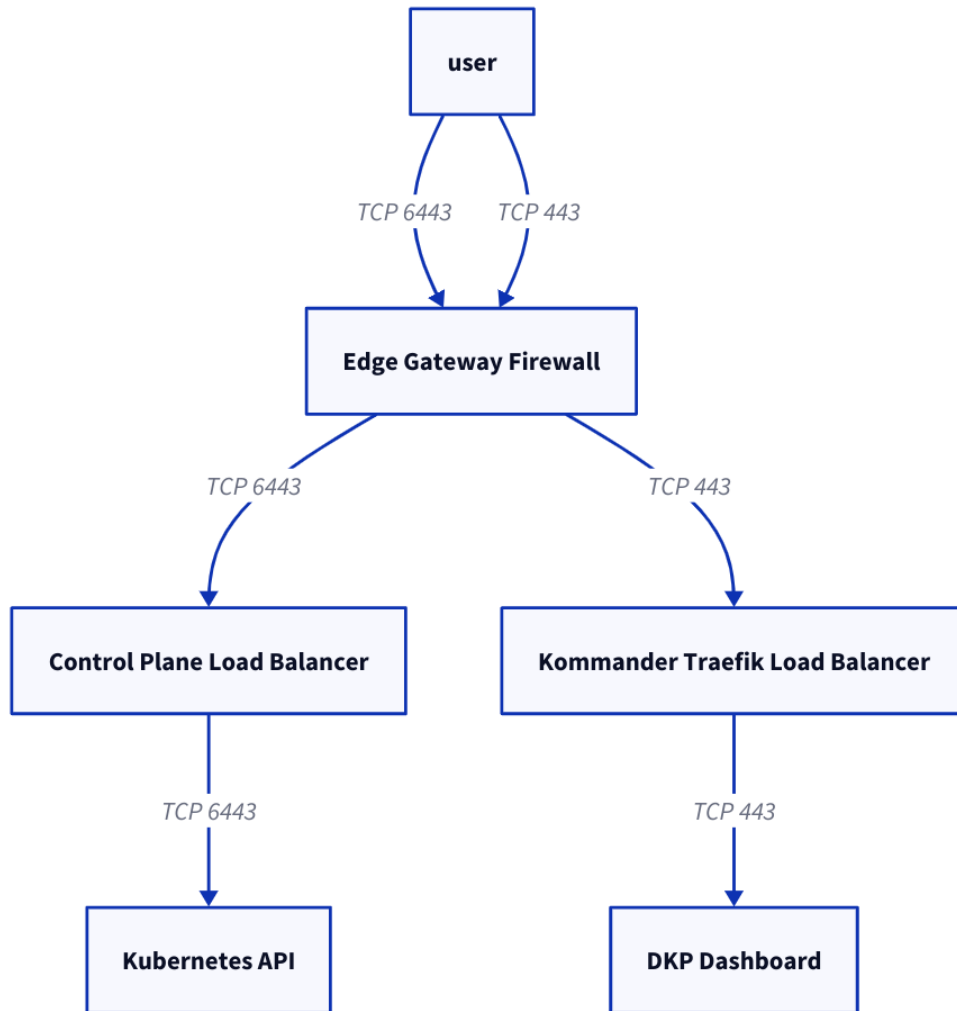 user
TCP 6443
TCP 443
Edge Gateway Firewall
TCP 6443
TCP 443
Control Plane Load Balancer
Kommander Traefik Load Balancer
TCP 6443
TCP 443
Kubernetes API
DKP Dashboard